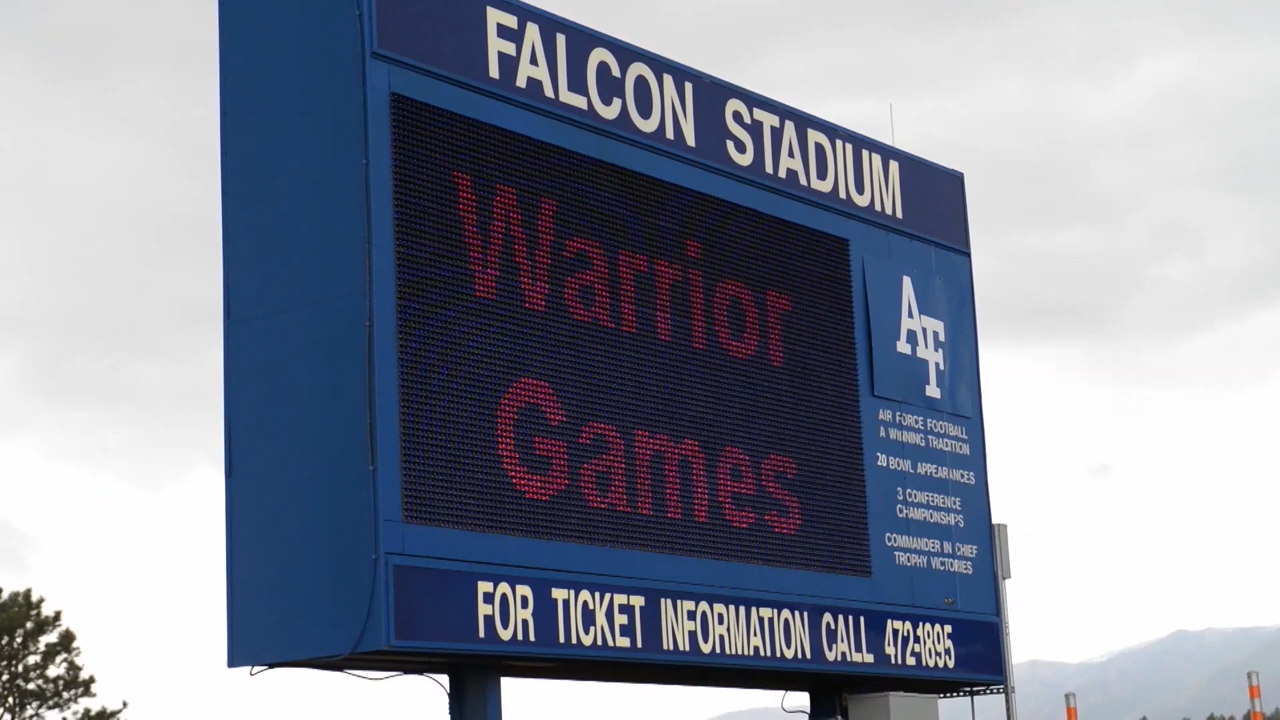 FALCON STADIUM
Warrior
Games
AF
AIR FORCE FOOTBALL
A WINNING TRADITION
20 BOWL APPEARANCES
3 CONFERENCE
CHAMPIONSHIPS
COMMANDER IN CHIEF
TROPHY VICTORIES
FOR TICKET INFORMATION CALL 472-1895